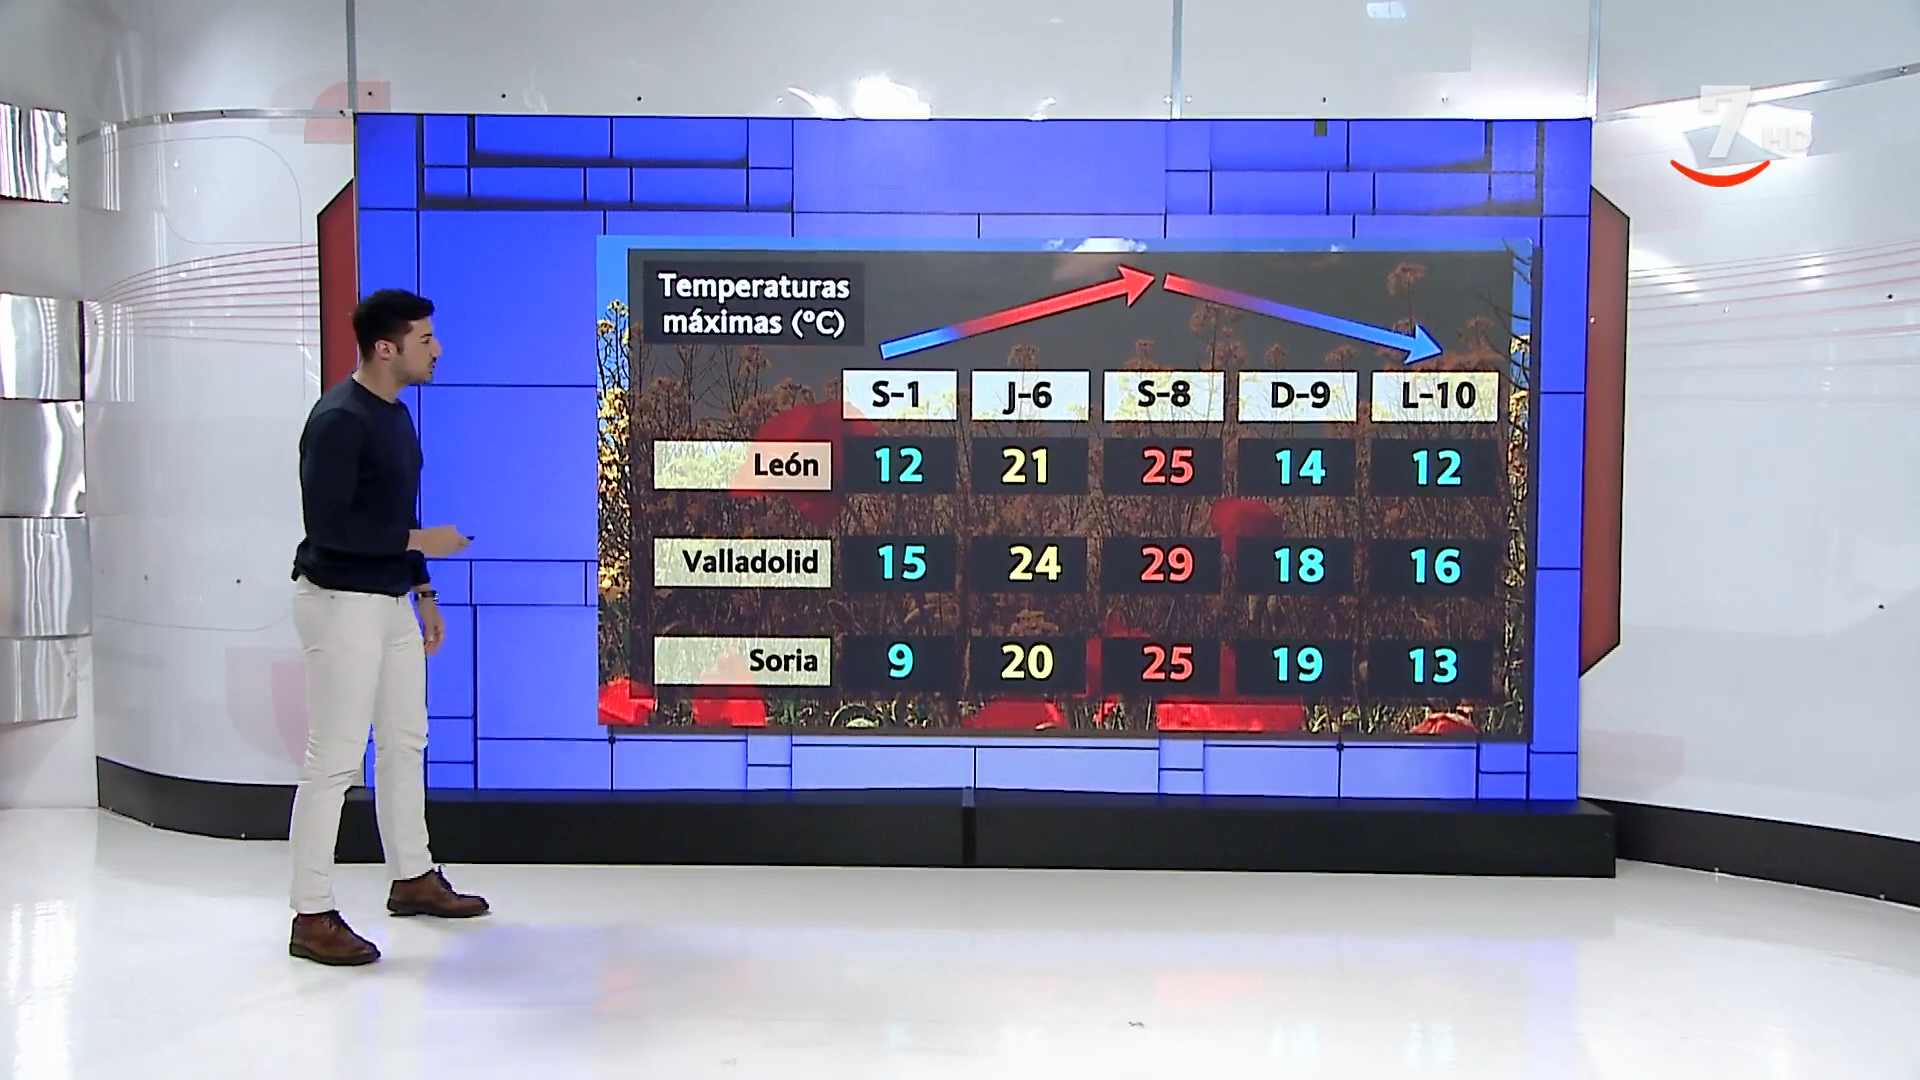 7 HD
Temperaturas
máximas (ºC)
S-1 J-6 S-8 D-9 L-10
León 12 21 25 14 12
Valladolid 15 24 29 18 16
Soria 9 20 25 19 13